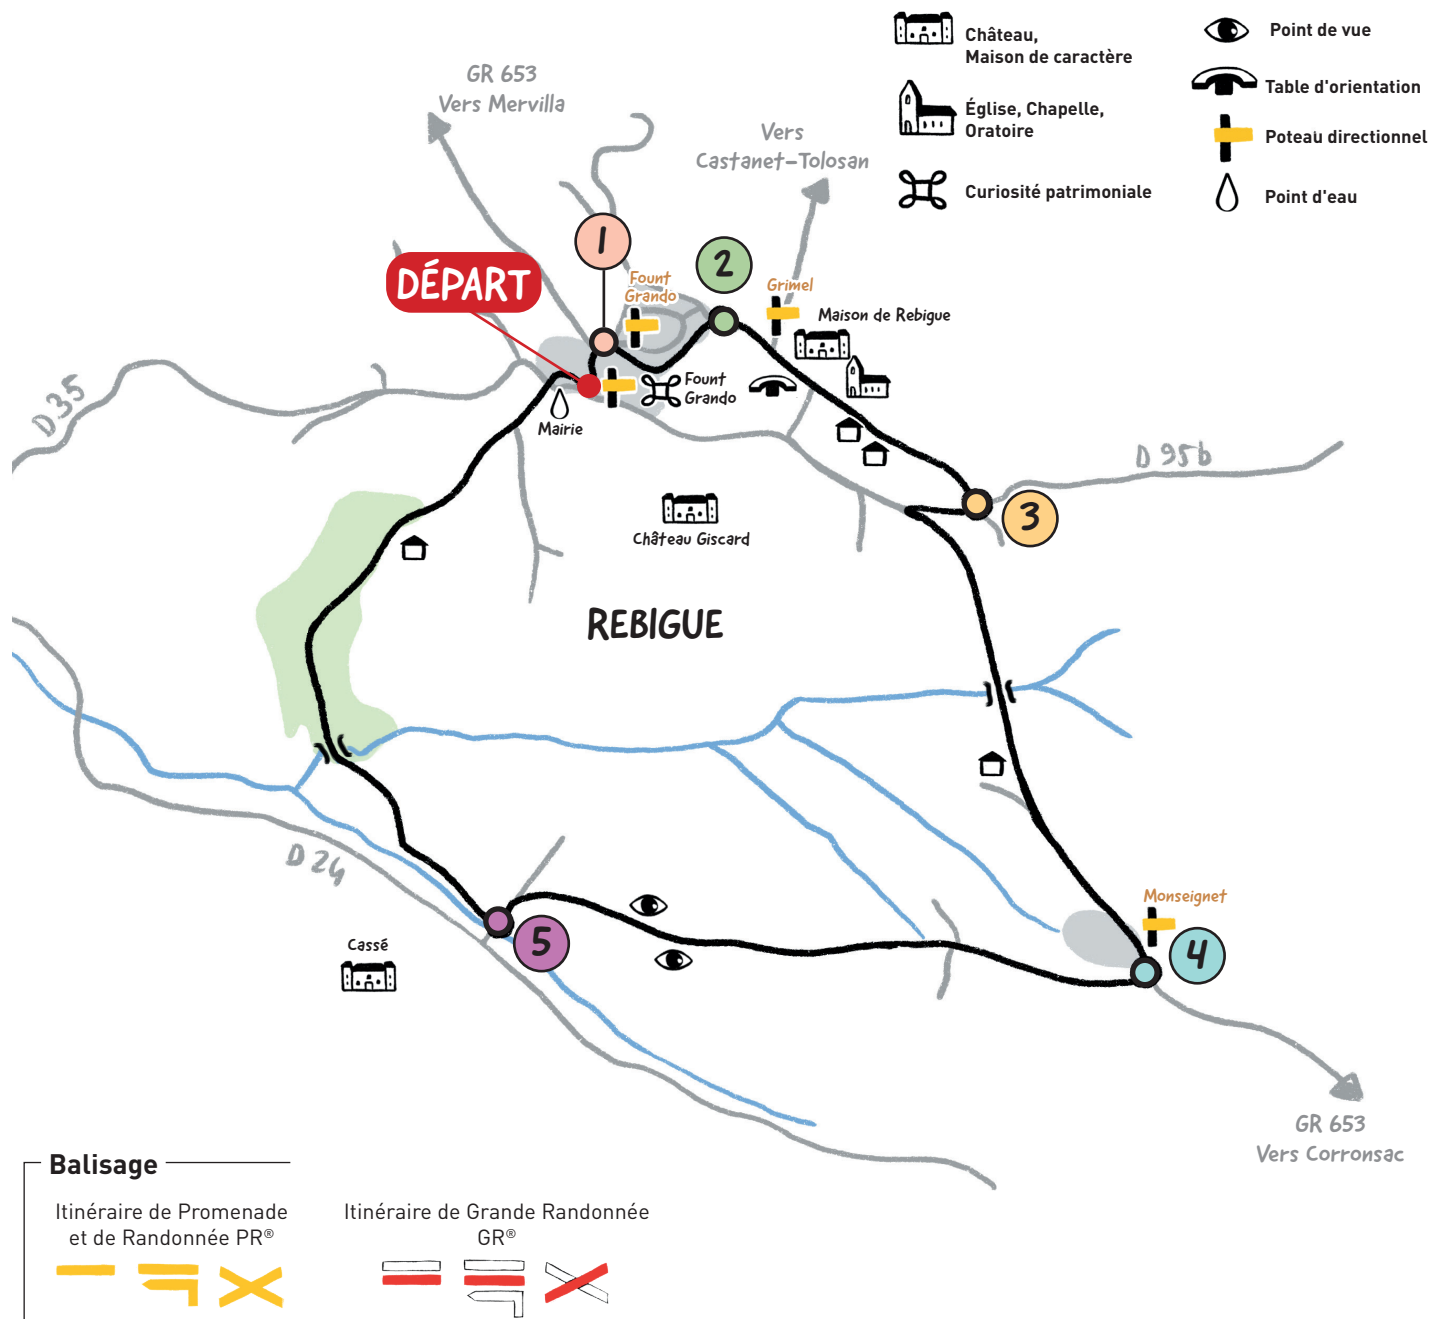 Château,
Maison de caractère
Église, Chapelle,
Oratoire
Curiosité patrimoniale
Point de vue
Table d'orientation
Poteau directionnel
Point d'eau
GR 653
Vers Mervilla
Vers
Castanet-Tolosan
DÉPART
1
Fount
Grando
2
Grimel
Maison de Rebigue
Fount
Grando
Mairie
D35
D 95b
3
Château Giscard
REBIGUE
D 24
Monseignet
4
5
Cassé
GR 653
Vers Corronsac
Balisage
Itinéraire de Promenade
et de Randonnée PR®
Itinéraire de Grande Randonnée
GR®